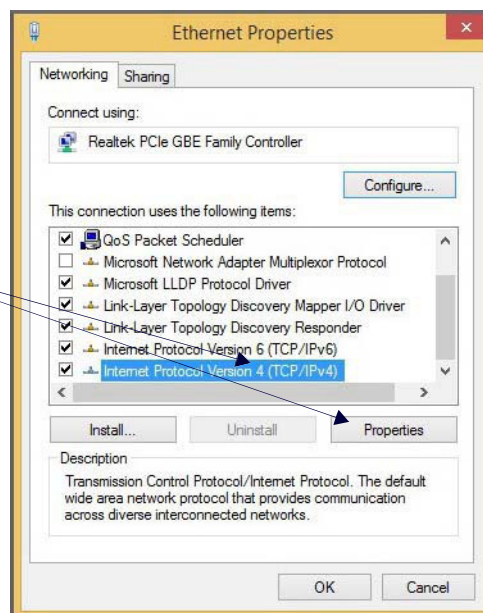 Ethernet Properties
Networking Sharing
Connect using:
Realtek PCIe GBE Family Controller
Configure...
This connection uses the following items:
QoS Packet Scheduler
Microsoft Network Adapter Multiplexor Protocol
Microsoft LLDP Protocol Driver
Link-Layer Topology Discovery Mapper I/O Driver
Link-Layer Topology Discovery Responder
Internet Protocol Version 6 (TCP/IPv6)
Internet Protocol Version 4 (TCP/IPv4)
Install... Uninstall Properties
Description
Transmission Control Protocol/Internet Protocol. The default
wide area network protocol that provides communication
across diverse interconnected networks.
OK Cancel